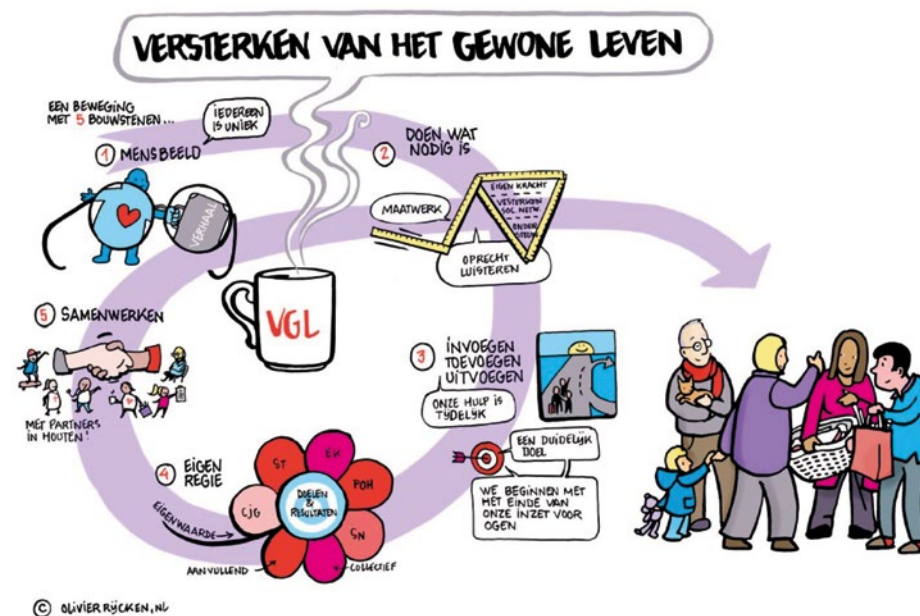 VERSTERKEN VAN HET GEWONE LEVEN
EEN BEWEGING
MET 5 BOUWSTENEN...
IEDEREEN
IS UNIEK
1 MENSBEELD
VERHAAL
2 DOEN WAT
NODIG IS
MAATWERK
EIGEN KRACHT
VESTERKEN
SOC. NETW.
ONDER
STEUN
OPRECHT
LUISTEREN
VGL
3 INVOEGEN
TOEVOEGEN
UITVOEGEN
ONZE HULP IS
TIJDELIJK
EEN DUIDELIJK
DOEL
WE BEGINNEN MET
HET EINDE VAN
ONZE INZET VOOR
OGEN
4 EIGEN
REGIE
ST
EK
POH
SN
CJG
DOELEN
&
RESULTATEN
EIGENWAARDE
AANVULLEND
COLLECTIEF
5 SAMENWERKEN
MET PARTNERS
IN HOUTEN!
© OLIVIERRIJCKEN.NL